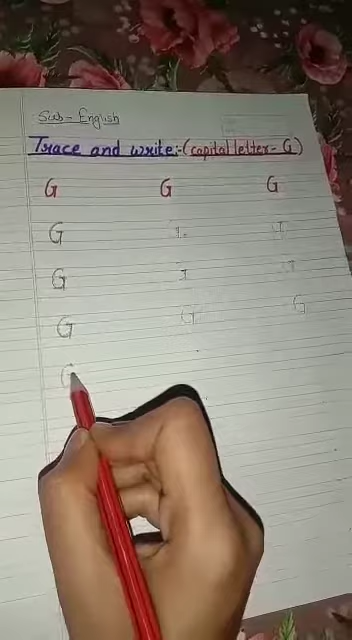 Sub - English
Trace and write:- (capital letter - G)
G G G
G
G
G G G
G